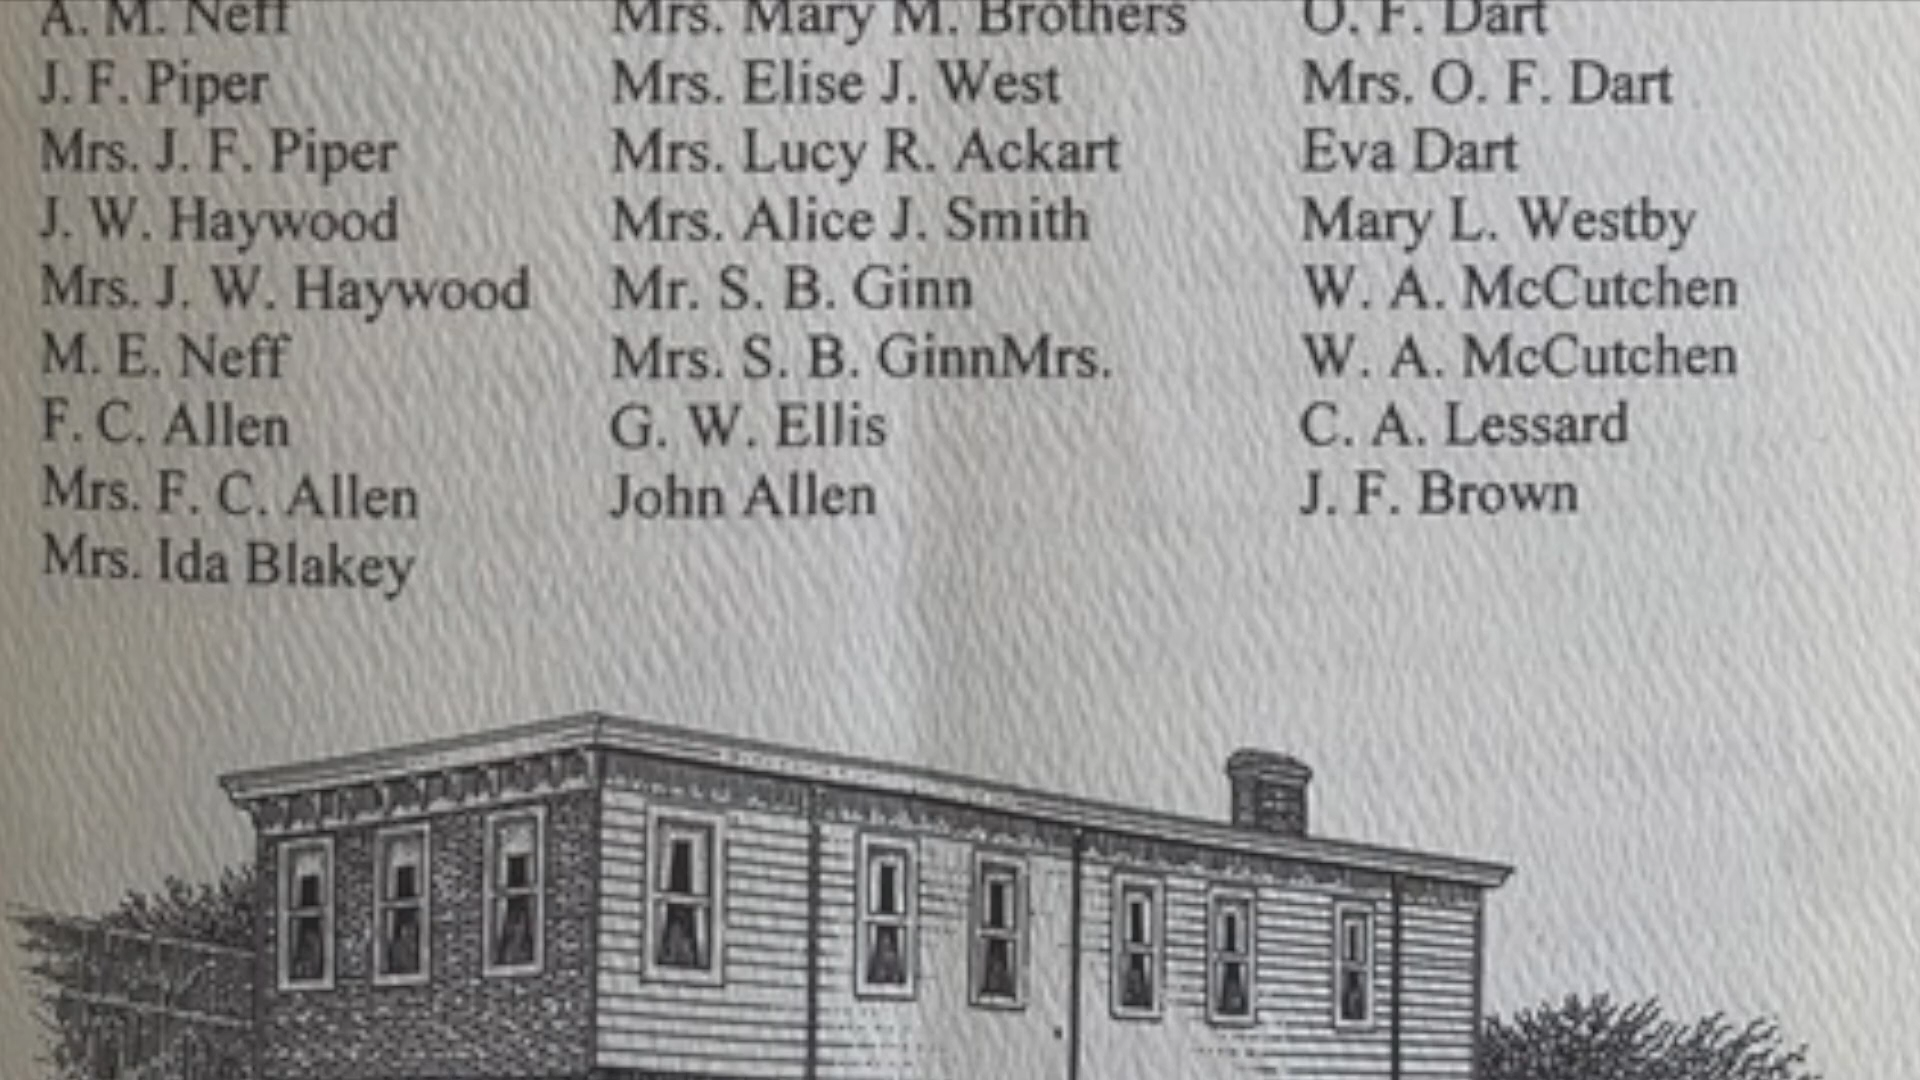 A. M. Neff
J. F. Piper
Mrs. J. F. Piper
J. W. Haywood
Mrs. J. W. Haywood
M. E. Neff
F. C. Allen
Mrs. F. C. Allen
Mrs. Ida Blakey
Mrs. Mary M. Brothers
Mrs. Elise J. West
Mrs. Lucy R. Ackart
Mrs. Alice J. Smith
Mr. S. B. Ginn
Mrs. S. B. GinnMrs.
G. W. Ellis
John Allen
O. F. Dart
Mrs. O. F. Dart
Eva Dart
Mary L. Westby
W. A. McCutchen
W. A. McCutchen
C. A. Lessard
J. F. Brown